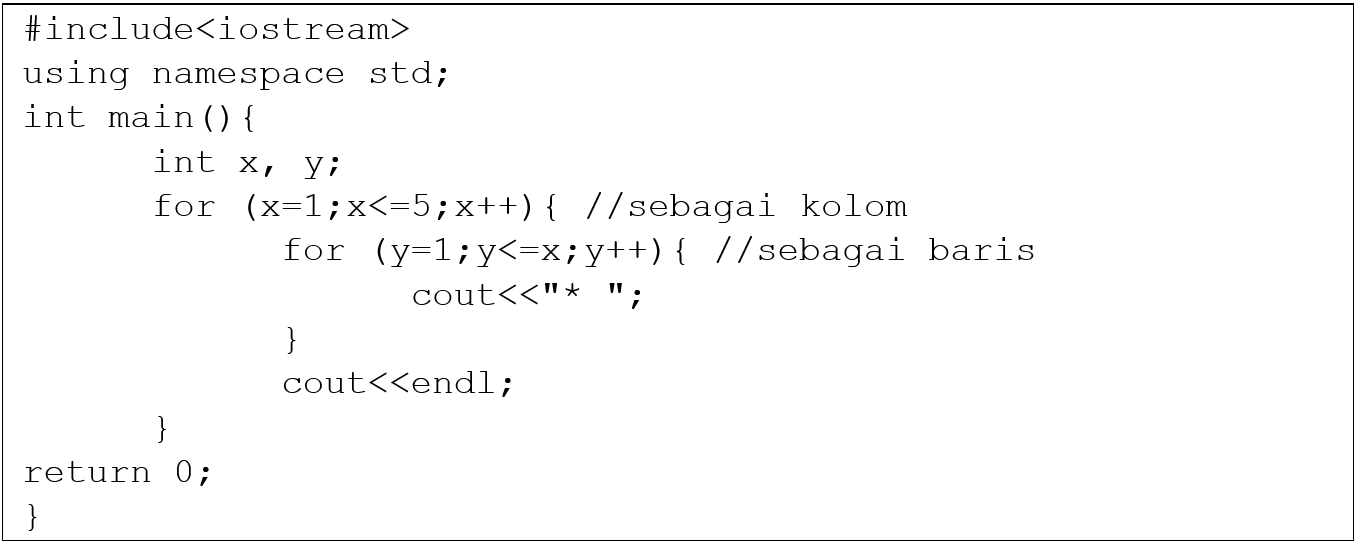 #include<iostream>
using namespace std;
int main(){
      int x, y;
      for (x=1;x<=5;x++){ //sebagai kolom
            for (y=1;y<=x;y++){ //sebagai baris
                  cout<<"* ";
            }
            cout<<endl;
      }
return 0;
}